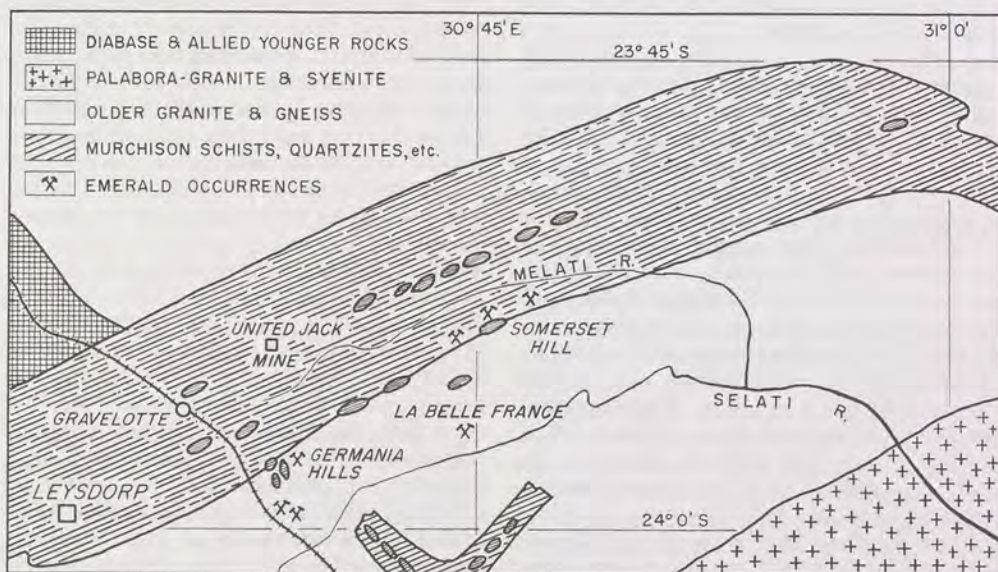 30° 45' E
31° 0'
23° 45' S
DIABASE & ALLIED YOUNGER ROCKS
PALABORA-GRANITE & SYENITE
OLDER GRANITE & GNEISS
MURCHISON SCHISTS, QUARTZITES, etc.
EMERALD OCCURRENCES
MELATI R.
UNITED JACK
MINE
SOMERSET
HILL
GRAVELOTTE
LA BELLE FRANCE
SELATI R.
GERMANIA
HILLS
LEYSDORP
24° 0' S